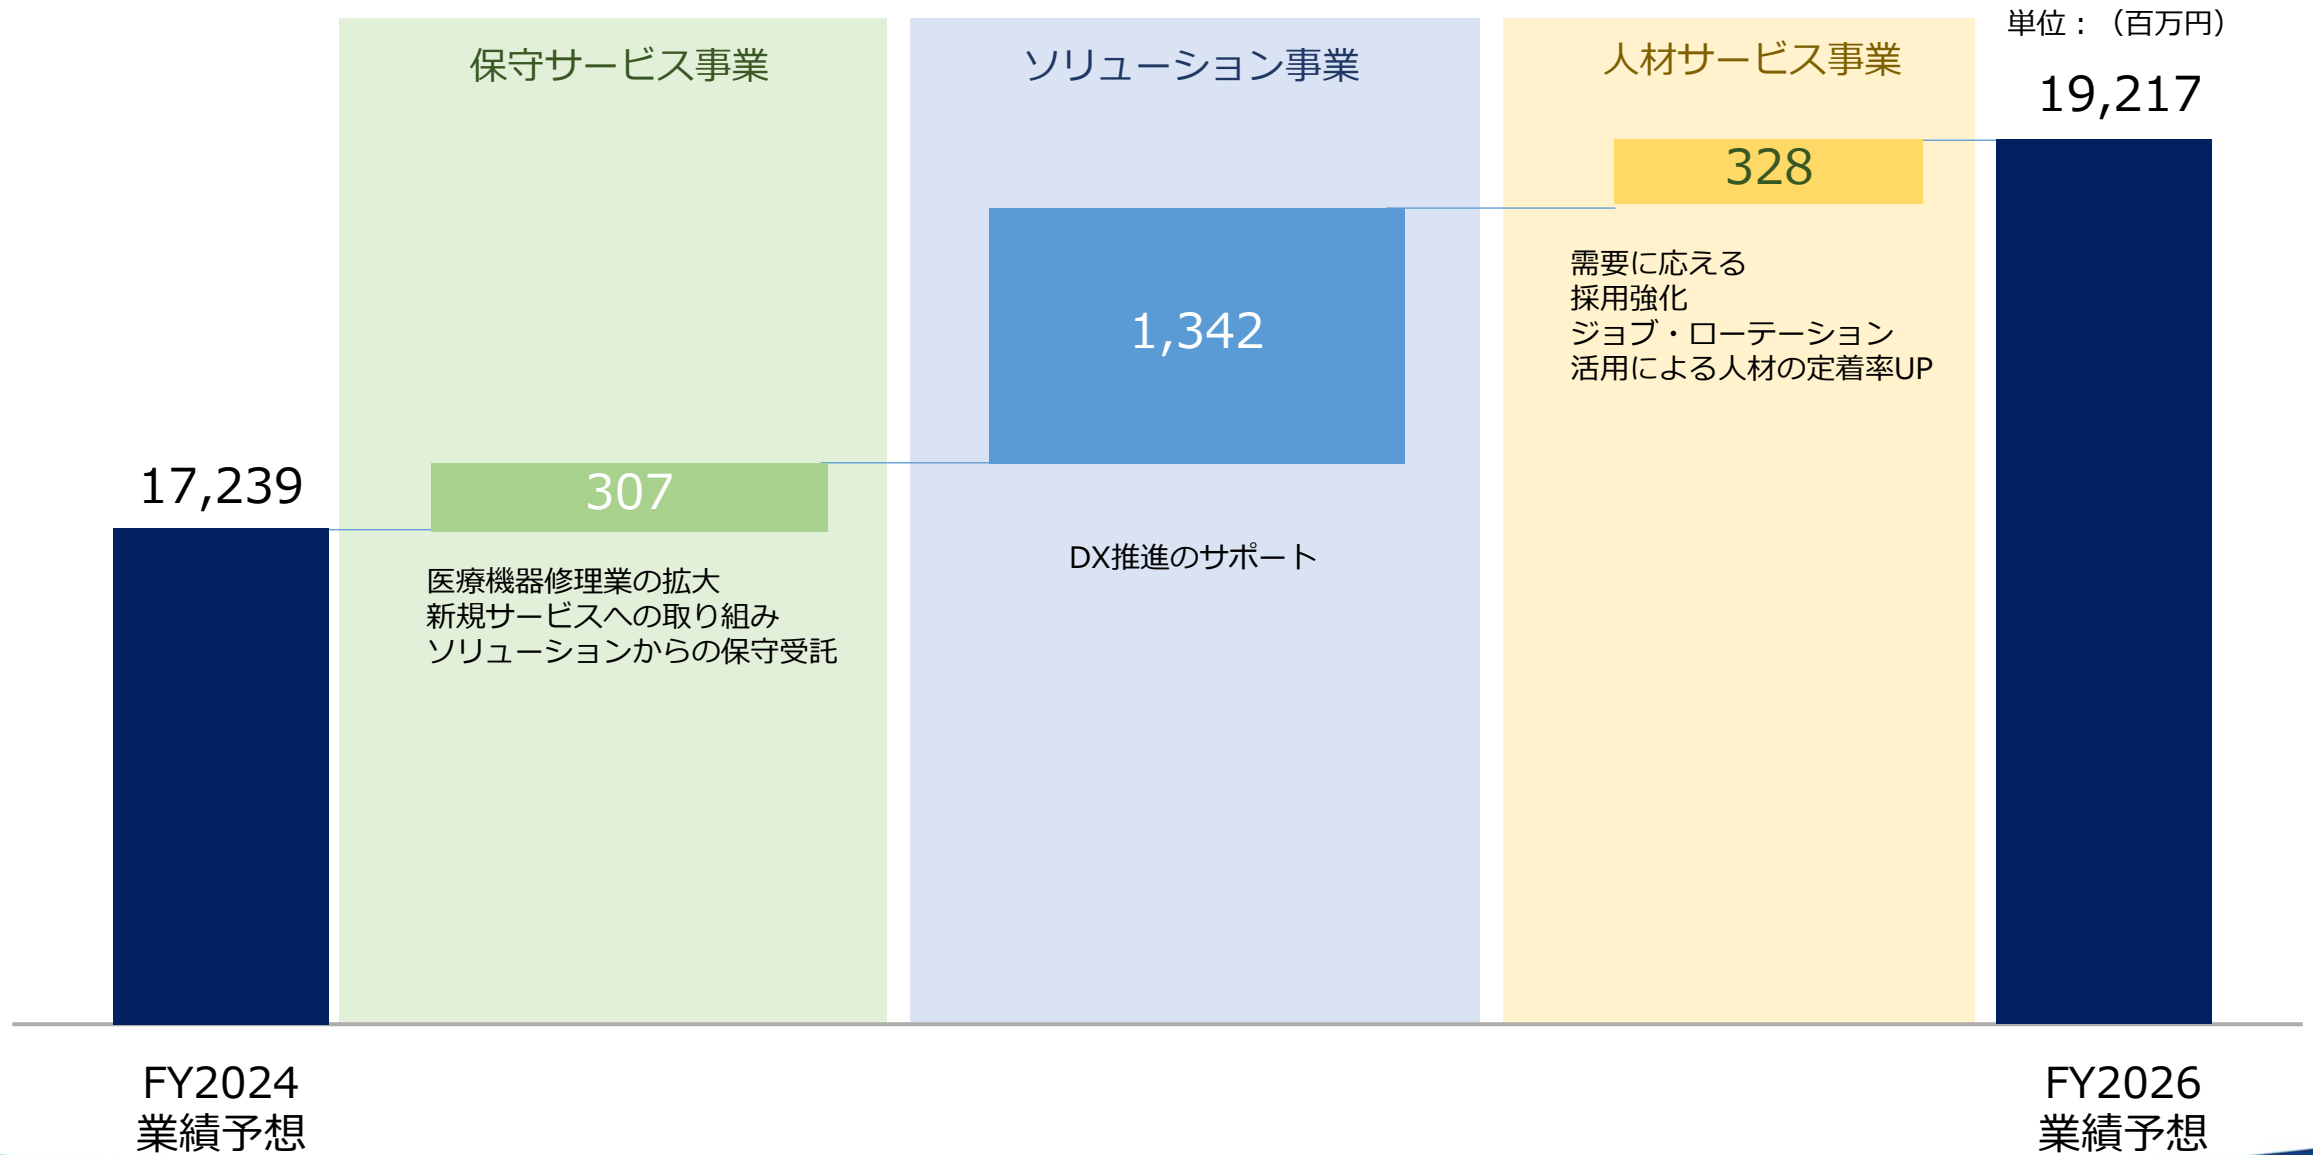 単位：（百万円）
保守サービス事業
ソリューション事業
人材サービス事業
19,217
328
需要に応える
採用強化
ジョブ・ローテーション
活用による人材の定着率UP
1,342
DX推進のサポート
17,239
307
医療機器修理業の拡大
新規サービスへの取り組み
ソリューションからの保守受託
FY2024
業績予想
FY2026
業績予想